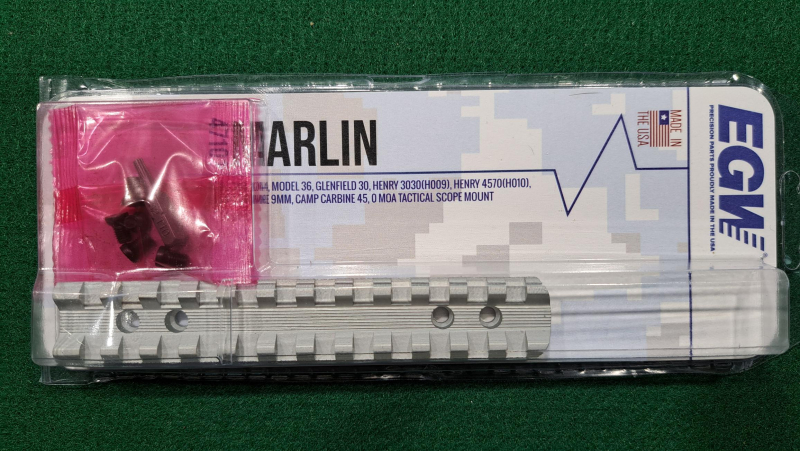 MARLIN
MODEL 36, GLENFIELD 30, HENRY 3030(H009), HENRY 4570(H010),
9MM, CAMP CARBINE 45, 0 MOA TACTICAL SCOPE MOUNT
MADE IN
THE USA
EGW
PRECISION PARTS PROUDLY MADE IN THE USA